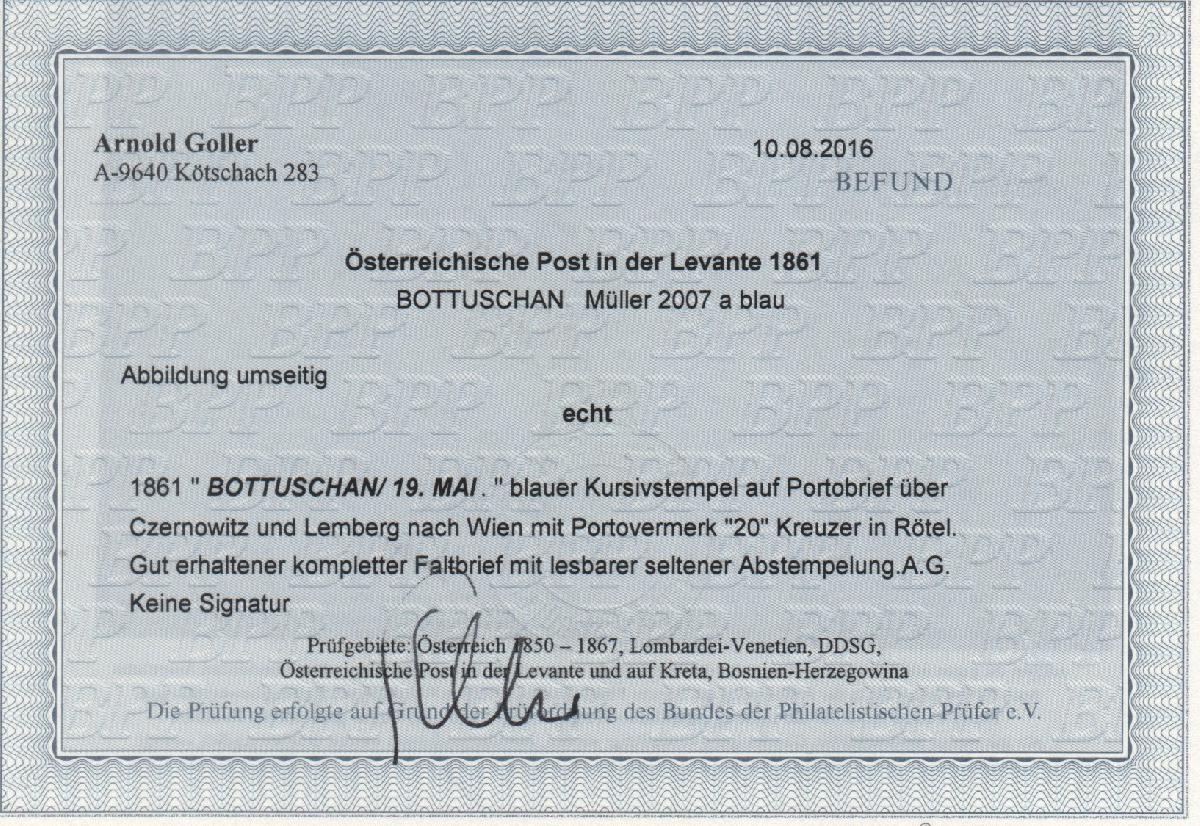 Arnold Goller
A-9640 Kötschach 283
10.08.2016
BEFUND
Österreichische Post in der Levante 1861
BOTTUSCHAN Müller 2007 a blau
Abbildung umseitig
echt
1861 " BOTTUSCHAN/ 19. MAI . " blauer Kursivstempel auf Portobrief über
Czernowitz und Lemberg nach Wien mit Portovermerk "20" Kreuzer in Rötel.
Gut erhaltener kompletter Faltbrief mit lesbarer seltener Abstempelung.A.G.
Keine Signatur
Prüfgebiete: Österreich 1850 – 1867, Lombardei-Venetien, DDSG,
Österreichische Post in der Levante und auf Kreta, Bosnien-Herzegowina
Die Prüfung erfolgte auf Grund der Prüfordnung des Bundes der Philatelistischen Prüfer e.V.